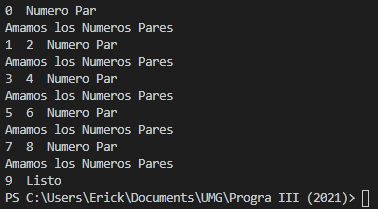 0  Numero Par
Amamos los Numeros Pares
1  2  Numero Par
Amamos los Numeros Pares
3  4  Numero Par
Amamos los Numeros Pares
5  6  Numero Par
Amamos los Numeros Pares
7  8  Numero Par
Amamos los Numeros Pares
9  Listo
PS C:\Users\Erick\Documents\UMG\Progra III (2021)>